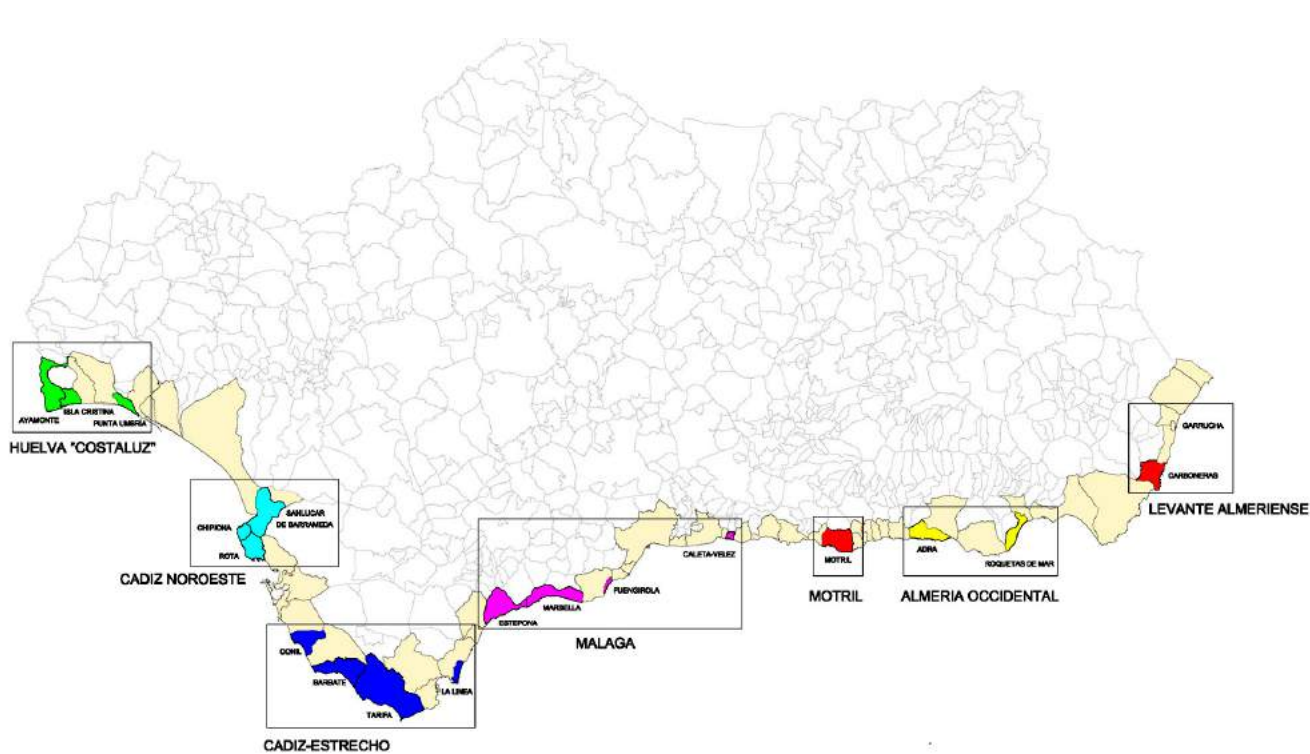 AYAMONTE
ISLA CRISTINA
PUNTA UMBRIA
HUELVA "COSTALUZ"
SANLUCAR
DE BARRAMEDA
CHIPIONA
ROTA
CADIZ NOROESTE
CONIL
BARBATE
TARIFA
LA LINEA
CADIZ-ESTRECHO
ESTEPONA
MARBELLA
FUENGIROLA
CALETA-VELEZ
MALAGA
MOTRIL
MOTRIL
ADRA
ROQUETAS DE MAR
ALMERIA OCCIDENTAL
GARRUCHA
CARBONERAS
LEVANTE ALMERIENSE